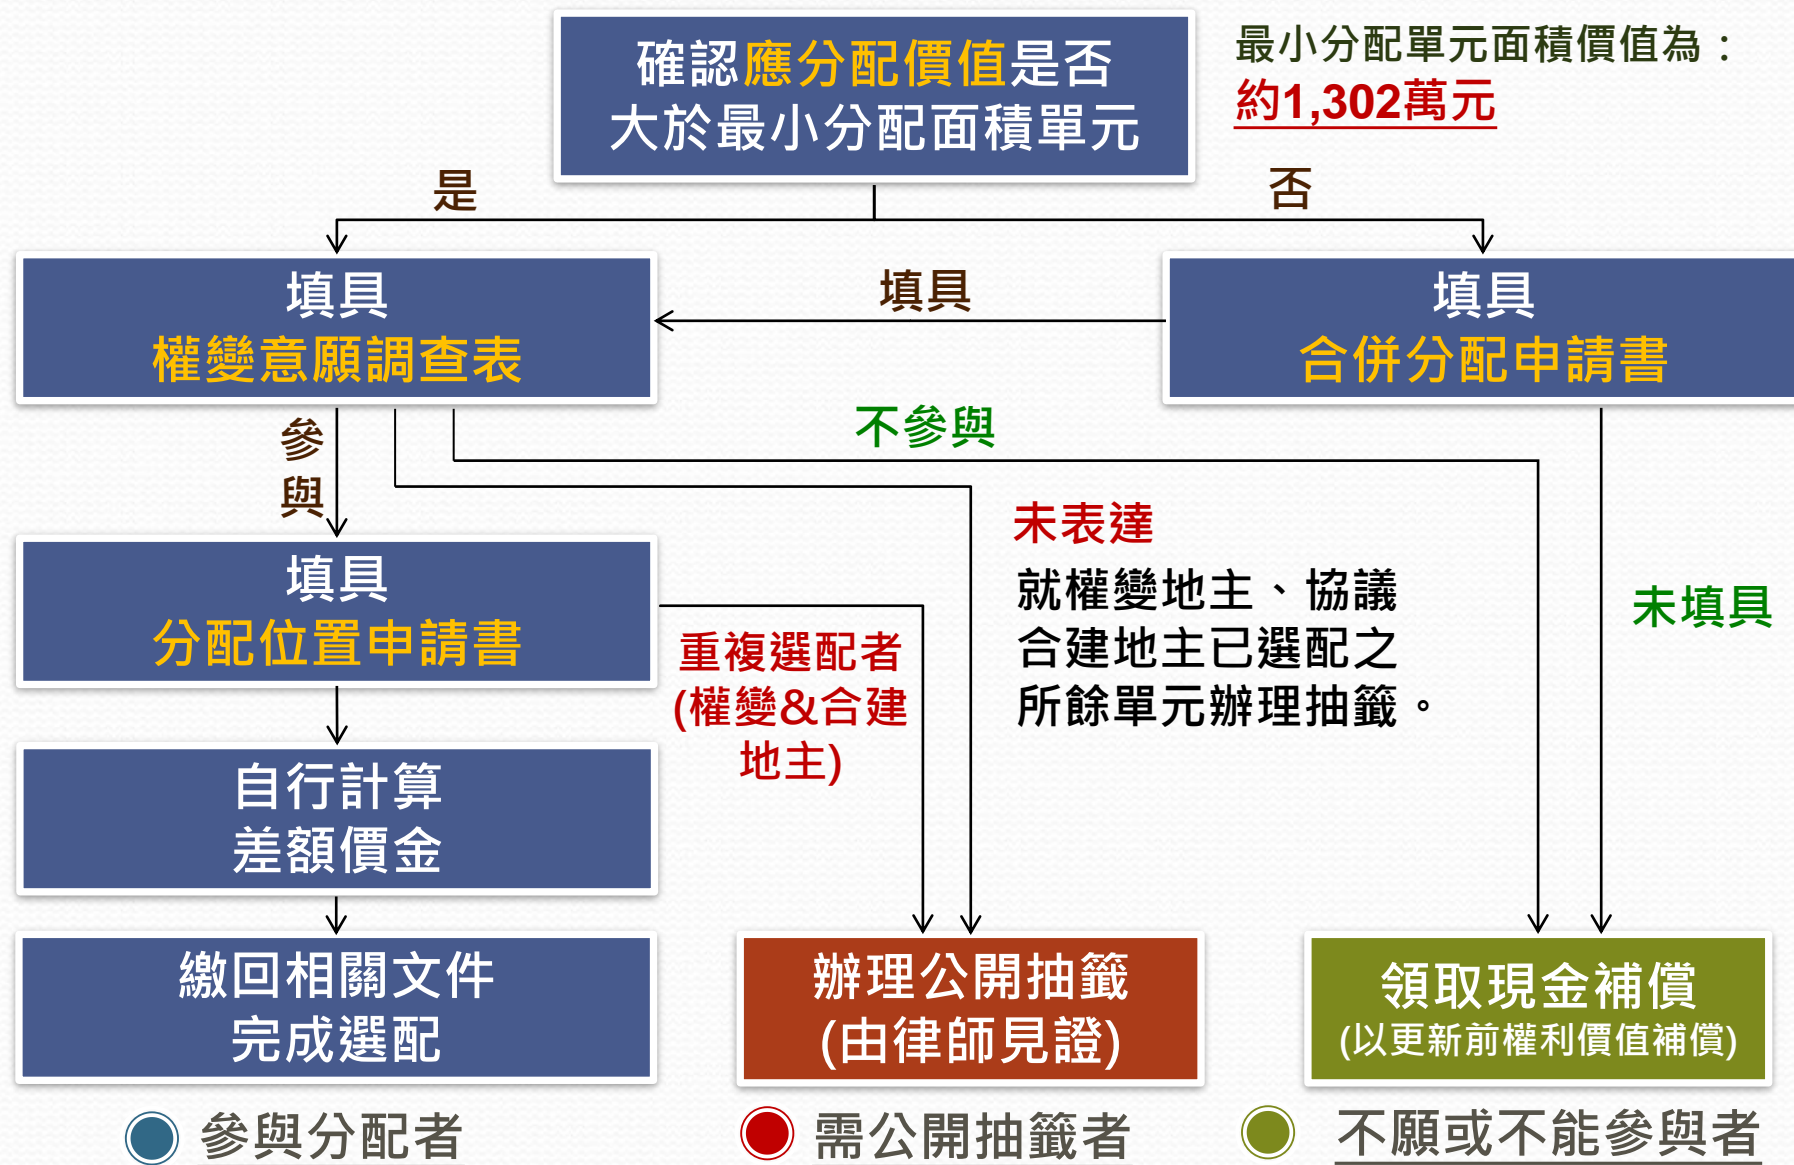 確認應分配價值是否
大於最小分配面積單元
最小分配單元面積價值為：
約1,302萬元
是
否
填具
權變意願調查表
填具
填具
合併分配申請書
參
與
不參與
未表達
就權變地主、協議
合建地主已選配之
所餘單元辦理抽籤。
未填具
填具
分配位置申請書
重複選配者
(權變&合建
地主)
自行計算
差額價金
繳回相關文件
完成選配
辦理公開抽籤
(由律師見證)
領取現金補償
(以更新前權利價值補償)
參與分配者
需公開抽籤者
不願或不能參與者